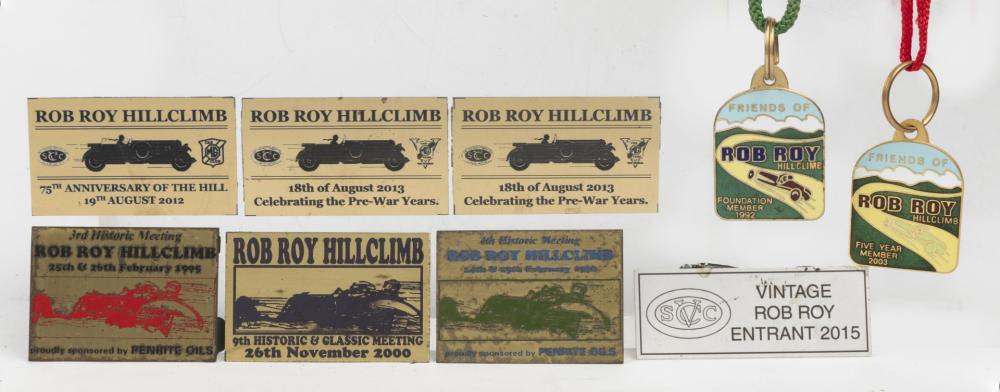 ROB ROY HILLCLIMB
75TH ANNIVERSARY OF THE HILL
19TH AUGUST 2012
ROB ROY HILLCLIMB
18th of August 2013
Celebrating the Pre-War Years.
ROB ROY HILLCLIMB
18th of August 2013
Celebrating the Pre-War Years.
FRIENDS OF
ROB ROY
HILLCLIMB
FOUNDATION
MEMBER
1992
FRIENDS OF
ROB ROY
HILLCLIMB
FIVE YEAR
MEMBER
2003
3rd Historic Meeting
ROB ROY HILLCLIMB
25th & 26th February 1995
proudly sponsored by PENRITE OILS
ROB ROY HILLCLIMB
9TH HISTORIC & CLASSIC MEETING
26th November 2000
4th Historic Meeting
ROB ROY HILLCLIMB
February
proudly sponsored by PENRITE OILS
VSCC
VINTAGE
ROB ROY
ENTRANT 2015